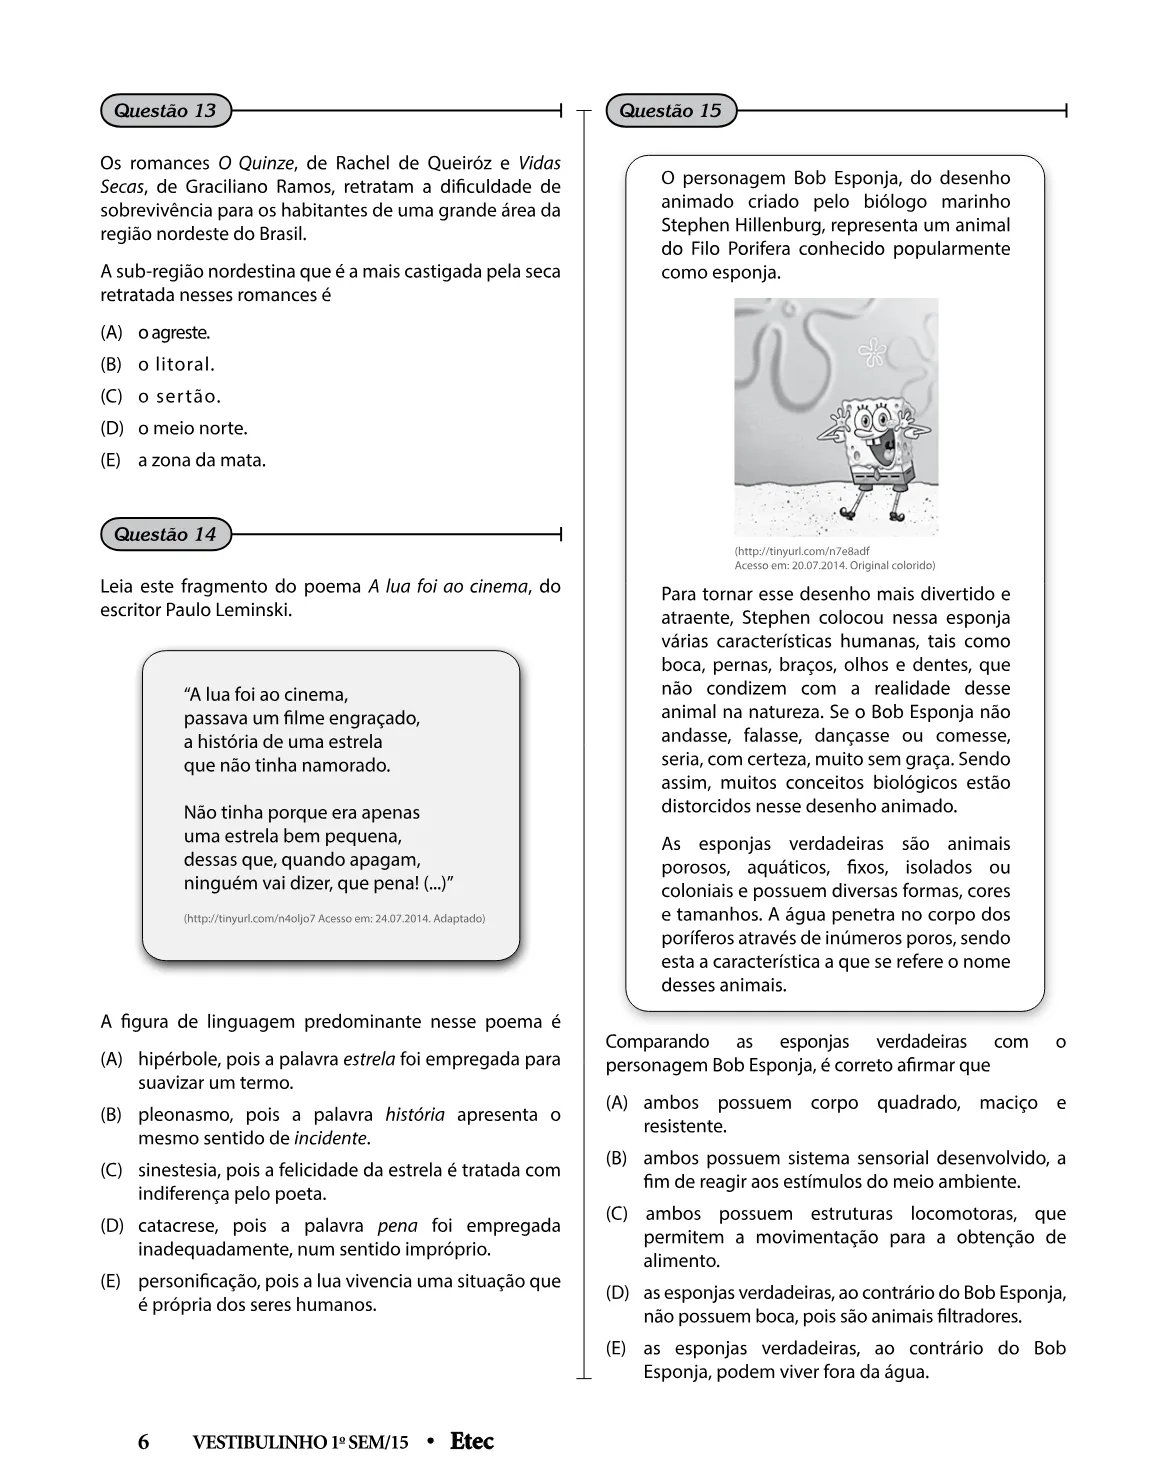 Questão 13
Os romances O Quinze, de Rachel de Queiróz e Vidas
Secas, de Graciliano Ramos, retratam a dificuldade de
sobrevivência para os habitantes de uma grande área da
região nordeste do Brasil.
A sub-região nordestina que é a mais castigada pela seca
retratada nesses romances é
(A) o agreste.
(B) o litoral.
(C) o sertão.
(D) o meio norte.
(E) a zona da mata.
Questão 14
Leia este fragmento do poema A lua foi ao cinema, do
escritor Paulo Leminski.
“A lua foi ao cinema,
passava um filme engraçado,
a história de uma estrela
que não tinha namorado.
Não tinha porque era apenas
uma estrela bem pequena,
dessas que, quando apagam,
ninguém vai dizer, que pena! (...)”
(http://tinyurl.com/n4oljo7 Acesso em: 24.07.2014. Adaptado)
A figura de linguagem predominante nesse poema é
(A) hipérbole, pois a palavra estrela foi empregada para
suavizar um termo.
(B) pleonasmo, pois a palavra história apresenta o
mesmo sentido de incidente.
(C) sinestesia, pois a felicidade da estrela é tratada com
indiferença pelo poeta.
(D) catacrese, pois a palavra pena foi empregada
inadequadamente, num sentido impróprio.
(E) personificação, pois a lua vivencia uma situação que
é própria dos seres humanos.
Questão 15
O personagem Bob Esponja, do desenho
animado criado pelo biólogo marinho
Stephen Hillenburg, representa um animal
do Filo Porifera conhecido popularmente
como esponja.
(http://tinyurl.com/n7e8adf
Acesso em: 20.07.2014. Original colorido)
Para tornar esse desenho mais divertido e
atraente, Stephen colocou nessa esponja
várias características humanas, tais como
boca, pernas, braços, olhos e dentes, que
não condizem com a realidade desse
animal na natureza. Se o Bob Esponja não
andasse, falasse, dançasse ou comesse,
seria, com certeza, muito sem graça. Sendo
assim, muitos conceitos biológicos estão
distorcidos nesse desenho animado.
As esponjas verdadeiras são animais
porosos, aquáticos, fixos, isolados ou
coloniais e possuem diversas formas, cores
e tamanhos. A água penetra no corpo dos
poríferos através de inúmeros poros, sendo
esta a característica a que se refere o nome
desses animais.
Comparando as esponjas verdadeiras com o
personagem Bob Esponja, é correto afirmar que
(A) ambos possuem corpo quadrado, maciço e
resistente.
(B) ambos possuem sistema sensorial desenvolvido, a
fim de reagir aos estímulos do meio ambiente.
(C) ambos possuem estruturas locomotoras, que
permitem a movimentação para a obtenção de
alimento.
(D) as esponjas verdadeiras, ao contrário do Bob Esponja,
não possuem boca, pois são animais filtradores.
(E) as esponjas verdadeiras, ao contrário do Bob
Esponja, podem viver fora da água.
6 VESTIBULINHO 1º SEM/15 • Etec